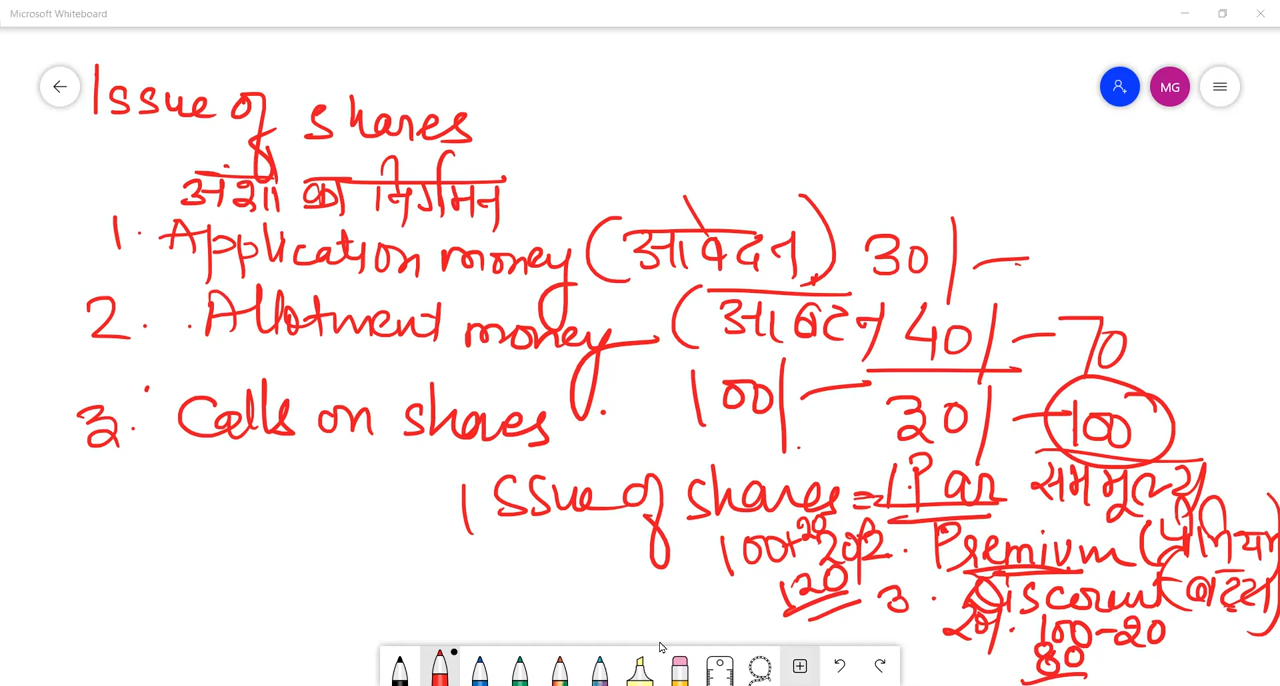 Microsoft Whiteboard
MG
Issue of shares
अंशों का निर्गमन
1. Application money (आवेदन) 30/-
2. Allotment money (आबंटन) 40/- 70
3. Calls on shares 100/- 30/- 100
Issue of shares = 1. Par सममूल्य
100+20% 2. Premium (प्रीमियम)
20
120 3. Discount (बट्टा)
20%. 100-20
80